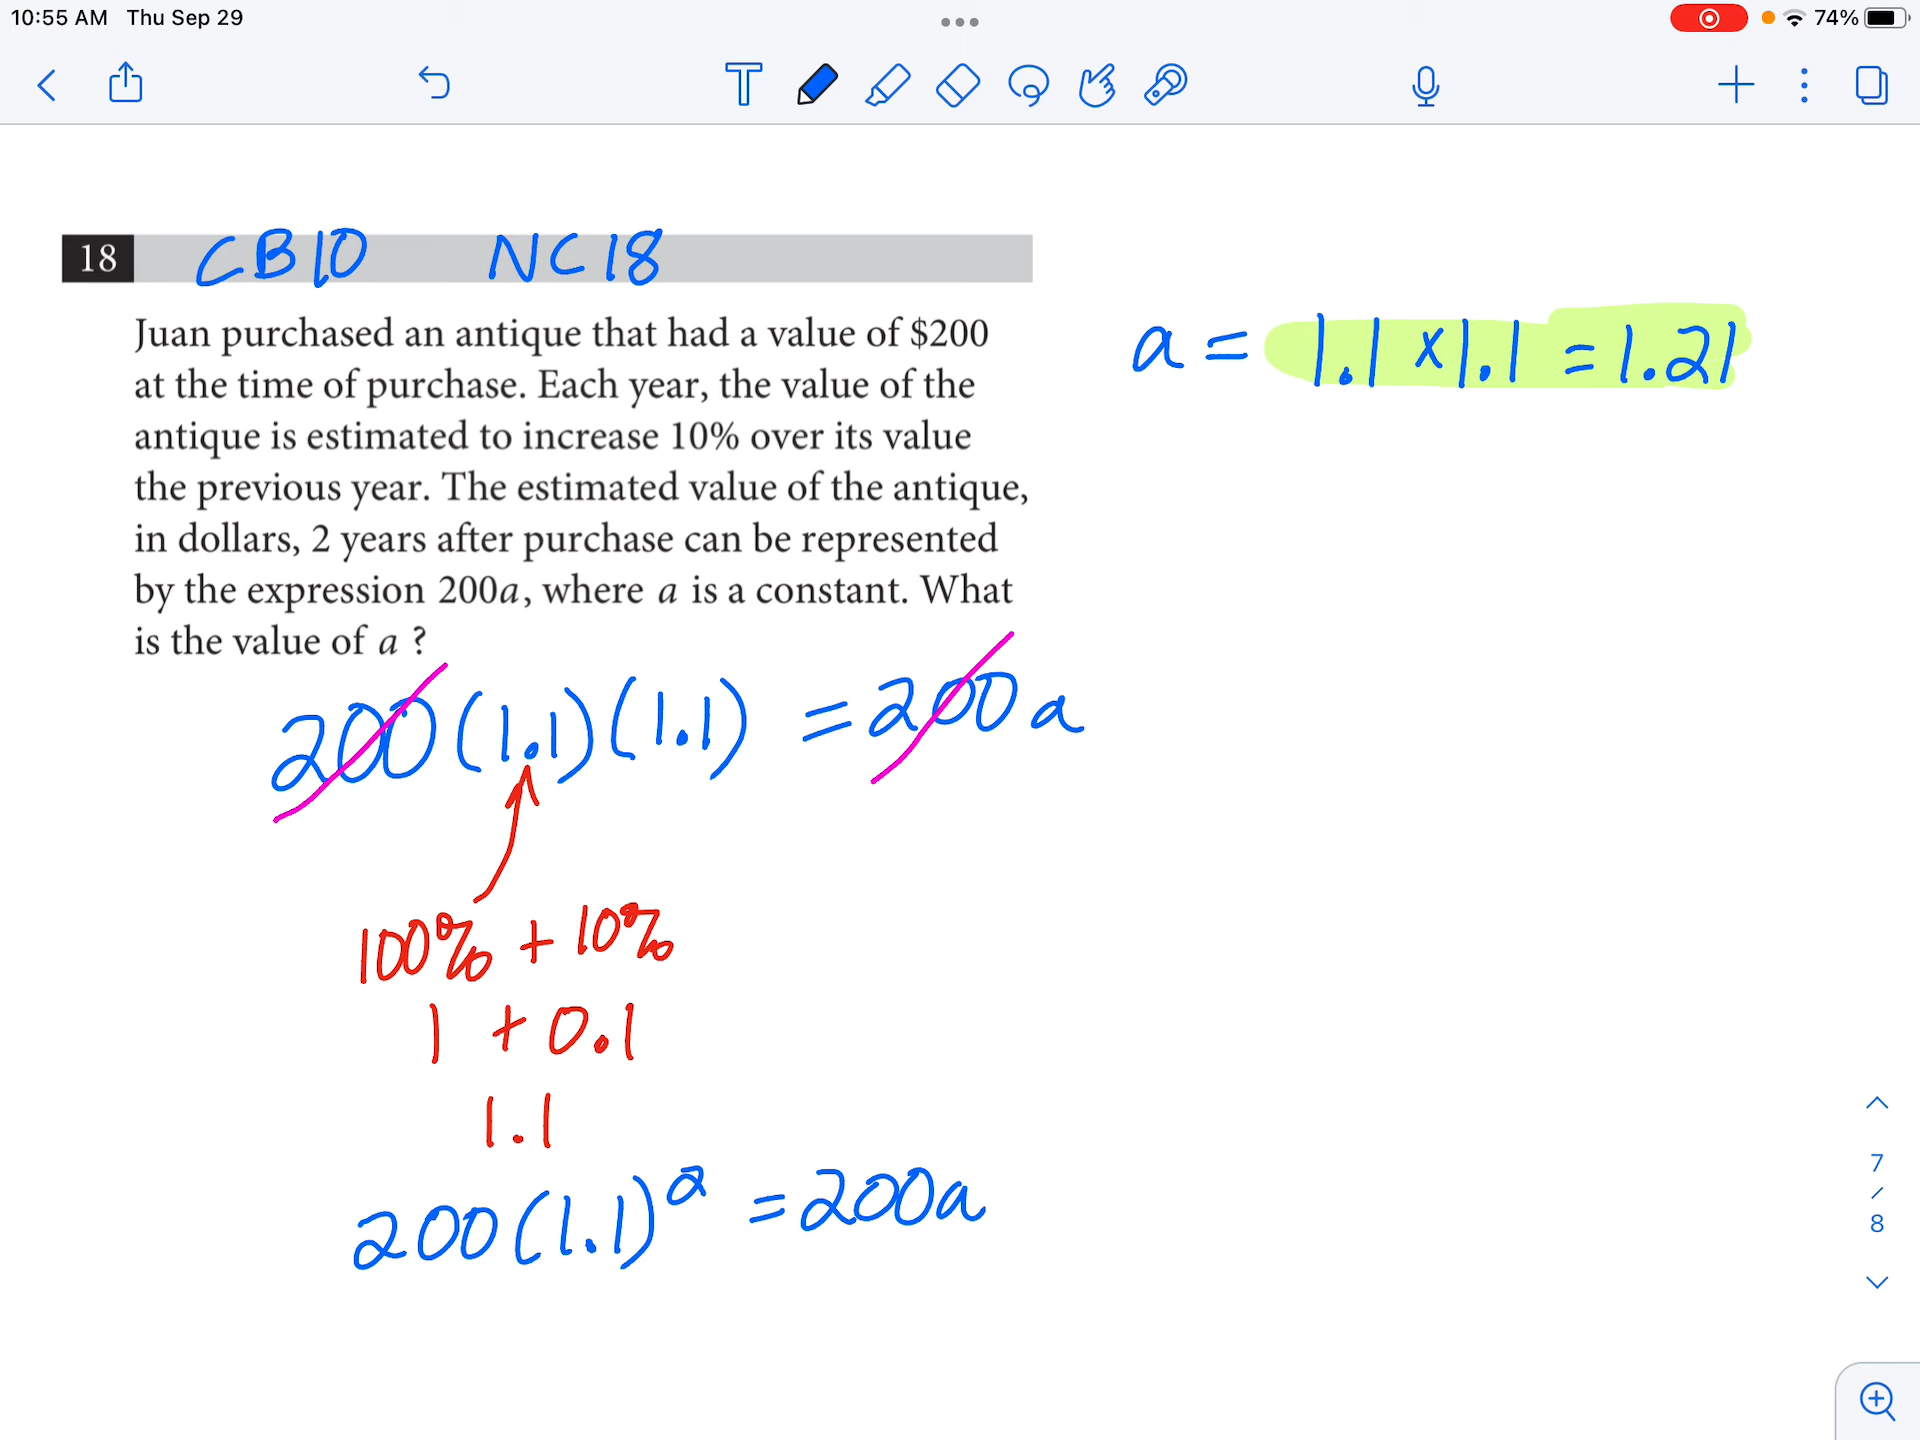 10:55 AM Thu Sep 29
74%
18 CB10 NC18
Juan purchased an antique that had a value of $200
at the time of purchase. Each year, the value of the
antique is estimated to increase 10% over its value
the previous year. The estimated value of the antique,
in dollars, 2 years after purchase can be represented
by the expression 200a, where a is a constant. What
is the value of a ?
a = 1.1 x 1.1 = 1.21
200(1.1)(1.1) = 200a
100% + 10%
1 + 0.1
1.1
200(1.1)² = 200a
7
/
8